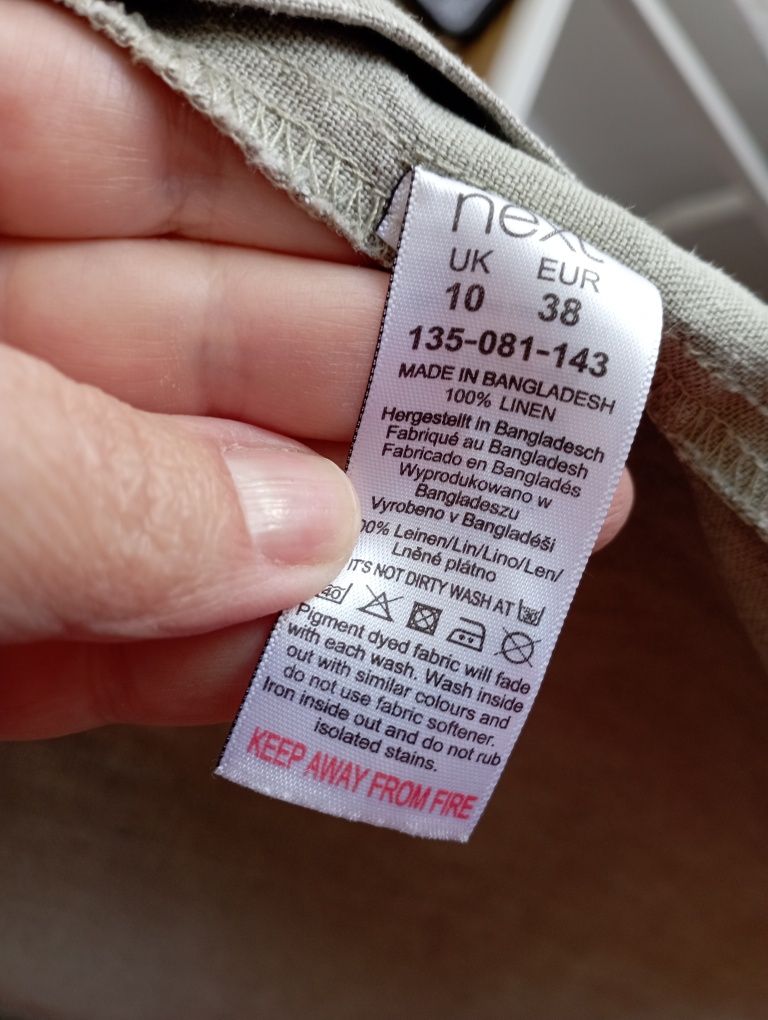 next
UK EUR
10 38
135-081-143
MADE IN BANGLADESH
100% LINEN
Hergestellt in Bangladesch
Fabriqué au Bangladesh
Fabricado en Bangladés
Wyprodukowano w
Bangladeszu
Vyrobeno v Bangladéši
00% Leinen/Lin/Lino/Len/
Lněné plátno
IT'S NOT DIRTY WASH AT
40
Pigment dyed fabric will fade
with each wash. Wash inside
out with similar colours and
do not use fabric softener.
Iron inside out and do not rub
isolated stains.
KEEP AWAY FROM FIRE